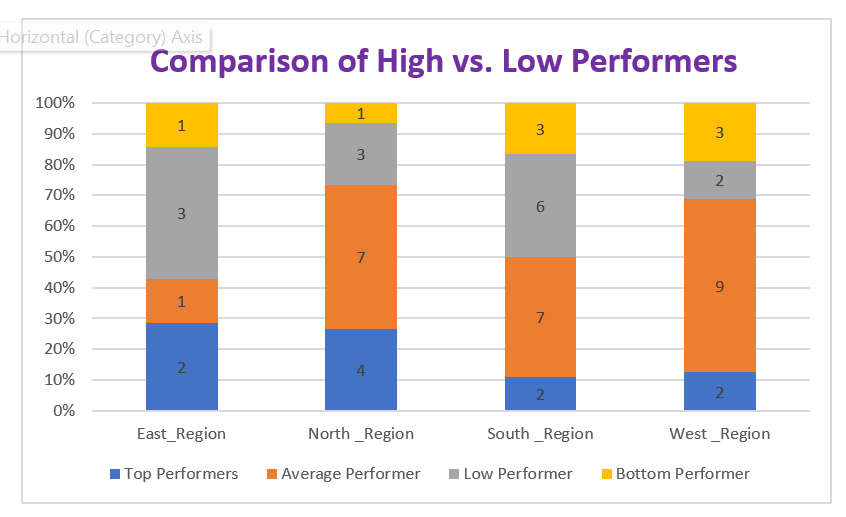 Horizontal (Category) Axis
Comparison of High vs. Low Performers
100%
90%
80%
70%
60%
50%
40%
30%
20%
10%
0%
1 1 3 3
3 3 6 2
1 7 7 9
2 4 2 2
East_Region North _Region South _Region West _Region
Top Performers Average Performer Low Performer Bottom Performer